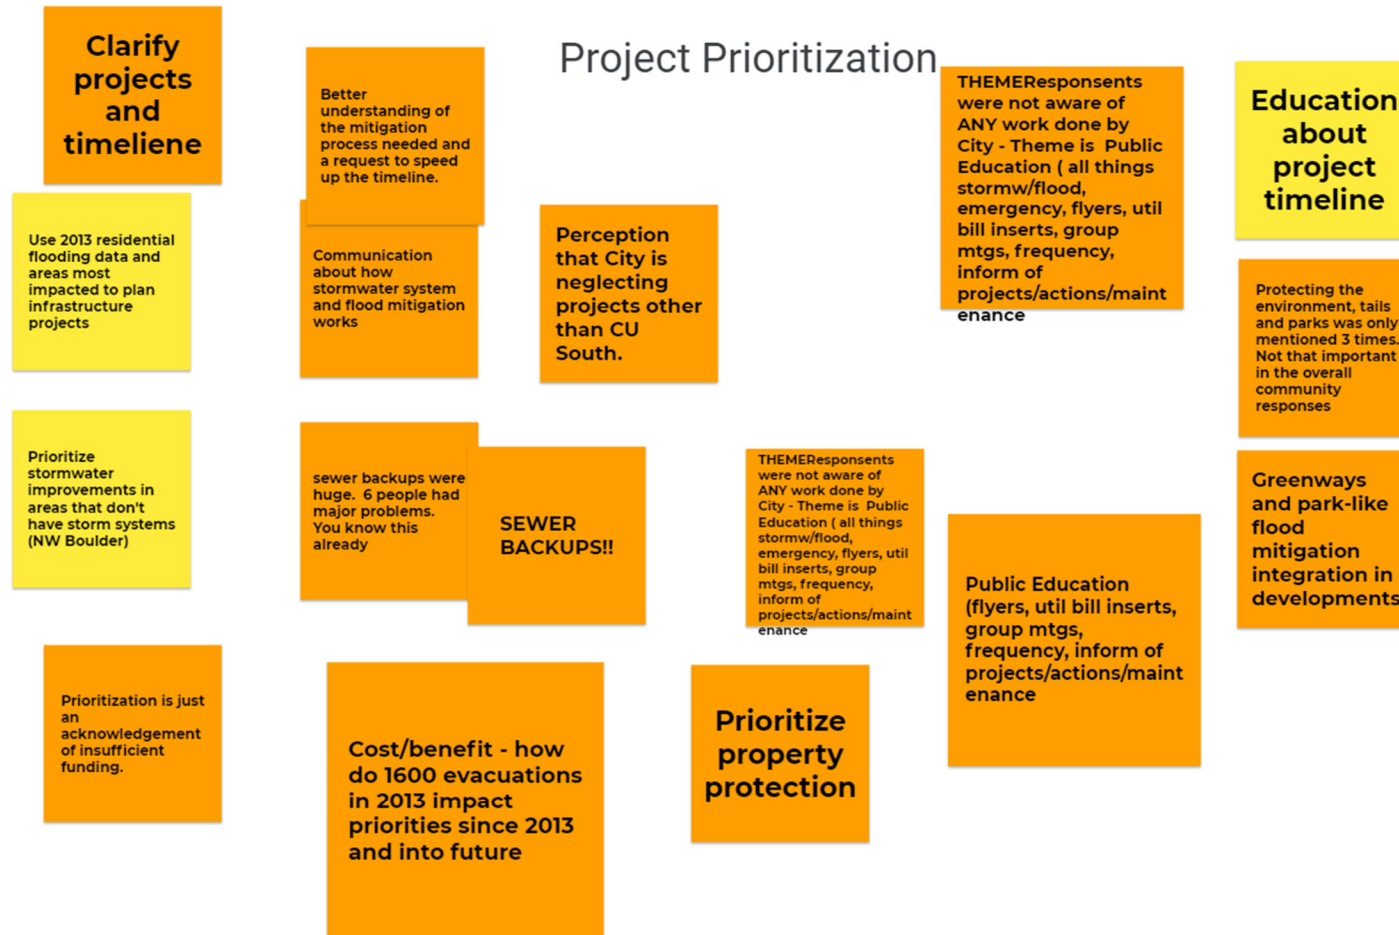 Project Prioritization
Clarify
projects
and
timeliene
Use 2013 residential
flooding data and
areas most
impacted to plan
infrastructure
projects
Prioritize
stormwater
improvements in
areas that don't
have storm systems
(NW Boulder)
Prioritization is just
an
acknowledgement
of insufficient
funding.
Better
understanding of
the mitigation
process needed and
a request to speed
up the timeline.
Communication
about how
stormwater system
and flood mitigation
works
sewer backups were
huge. 6 people had
major problems.
You know this
already
SEWER
BACKUPS!!
Cost/benefit - how
do 1600 evacuations
in 2013 impact
priorities since 2013
and into future
Perception
that City is
neglecting
projects other
than CU
South.
THEMEResponsents
were not aware of
ANY work done by
City - Theme is Public
Education ( all things
stormw/flood,
emergency, flyers, util
bill inserts, group
mtgs, frequency,
inform of
projects/actions/maint
enance
Prioritize
property
protection
THEMEResponsents
were not aware of
ANY work done by
City - Theme is Public
Education ( all things
stormw/flood,
emergency, flyers, util
bill inserts, group
mtgs, frequency,
inform of
projects/actions/maint
enance
Public Education
(flyers, util bill inserts,
group mtgs,
frequency, inform of
projects/actions/maint
enance
Education
about
project
timeline
Protecting the
environment, tails
and parks was only
mentioned 3 times.
Not that important
in the overall
community
responses
Greenways
and park-like
flood
mitigation
integration in
developments